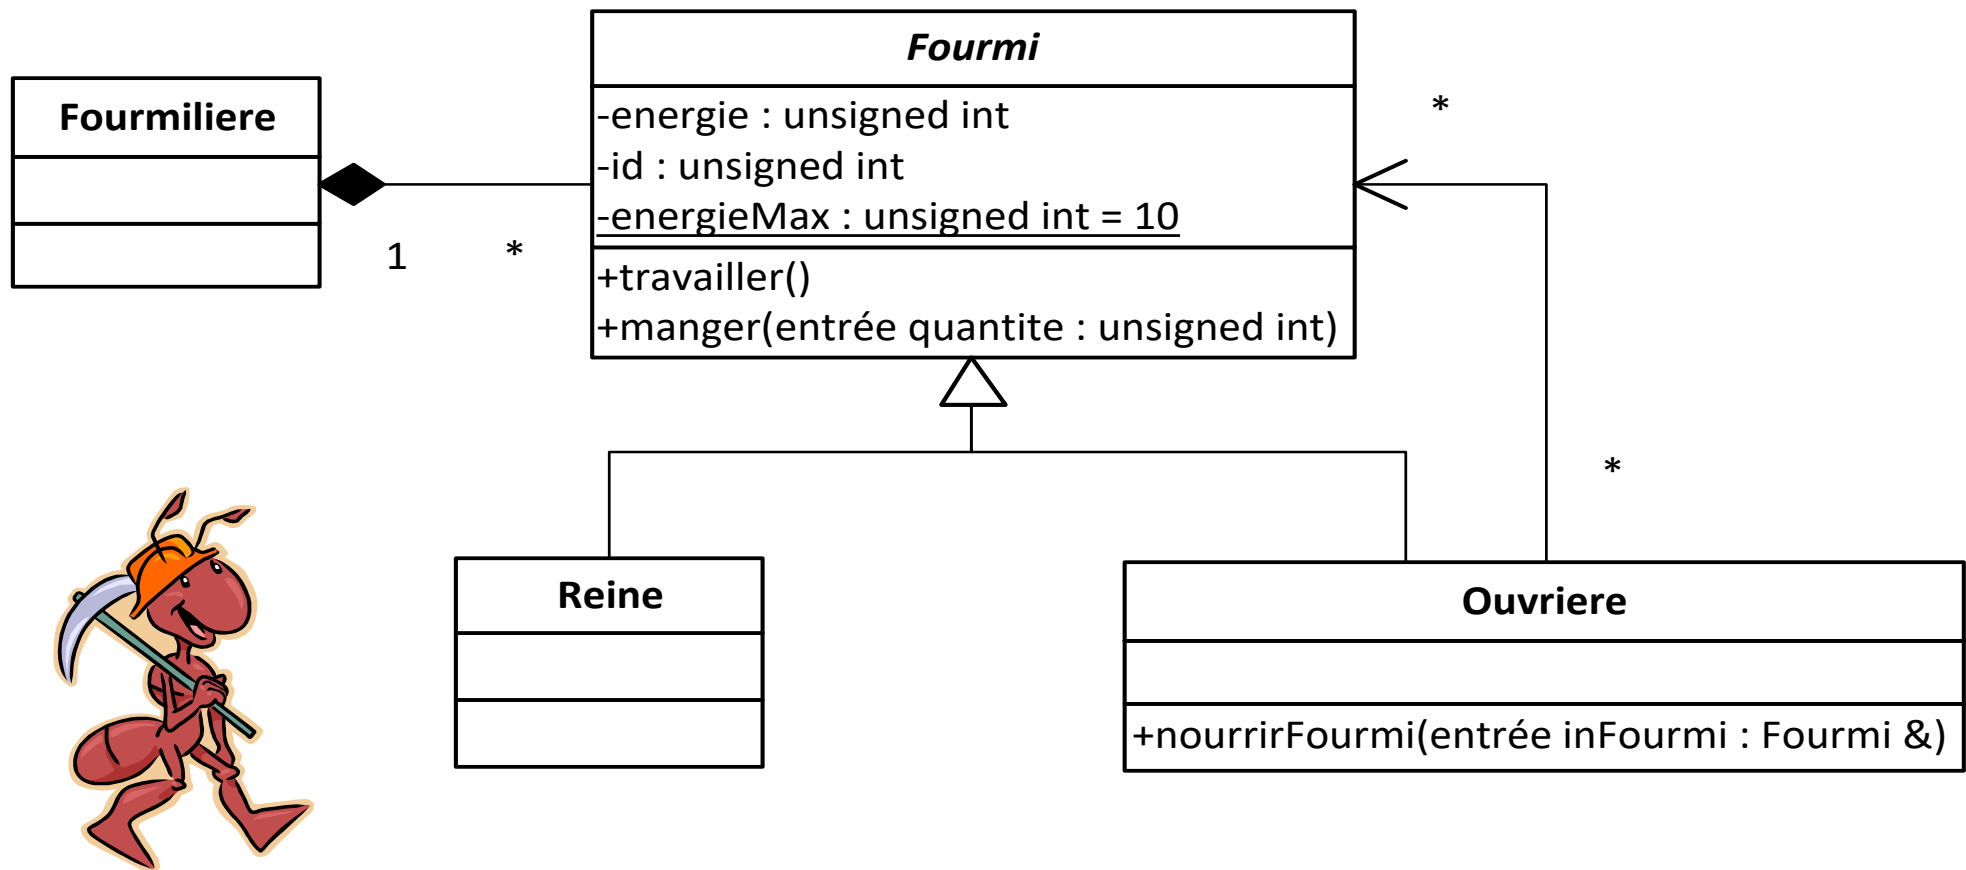 Fourmi
-energie : unsigned int
-id : unsigned int
-energieMax : unsigned int = 10
+travailler()
+manger(entrée quantite : unsigned int)
Fourmiliere
1
*
*
*
Reine
Ouvriere
+nourrirFourmi(entrée inFourmi : Fourmi &)